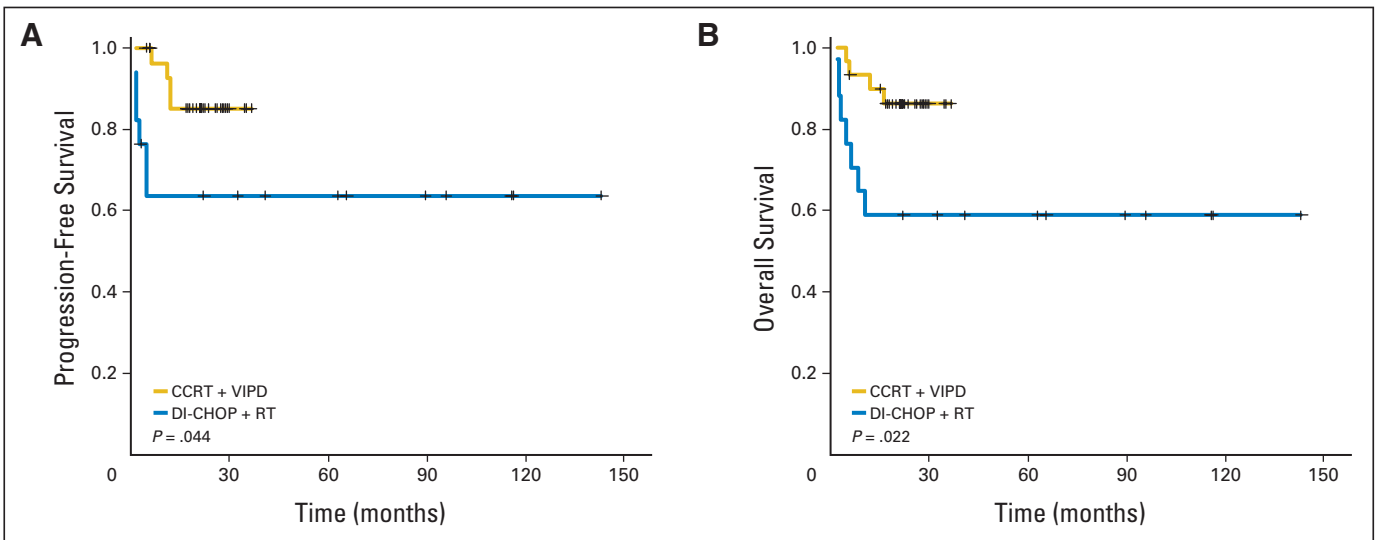 A
1.0
0.8
0.6
0.4
0.2
Progression-Free Survival
CCRT + VIPD
DI-CHOP + RT
P = .044
0 30 60 90 120 150
Time (months)
B
1.0
0.8
0.6
0.4
0.2
Overall Survival
CCRT + VIPD
DI-CHOP + RT
P = .022
0 30 60 90 120 150
Time (months)